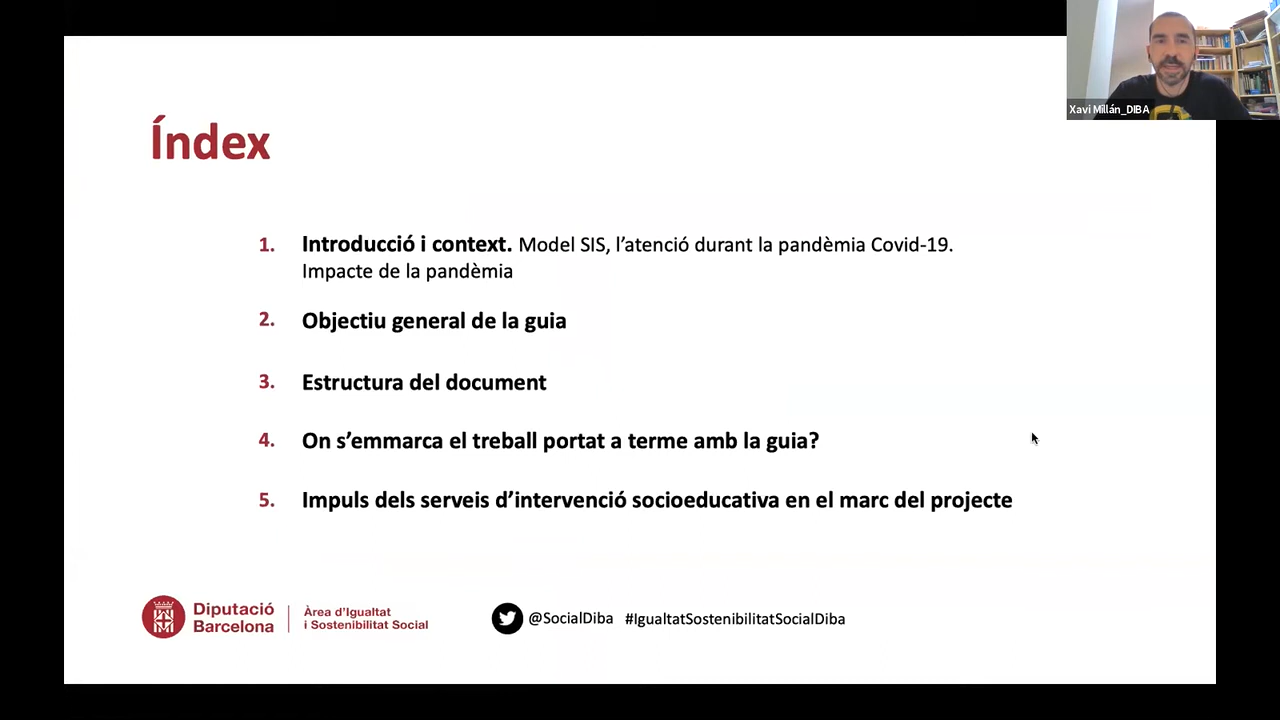 Xavi Millán_DIBA
Índex
1. Introducció i context. Model SIS, l’atenció durant la pandèmia Covid-19.
Impacte de la pandèmia
2. Objectiu general de la guia
3. Estructura del document
4. On s’emmarca el treball portat a terme amb la guia?
5. Impuls dels serveis d’intervenció socioeducativa en el marc del projecte
Diputació
Barcelona
Àrea d’Igualtat
i Sostenibilitat Social
@SocialDiba #IgualtatSostenibilitatSocialDiba